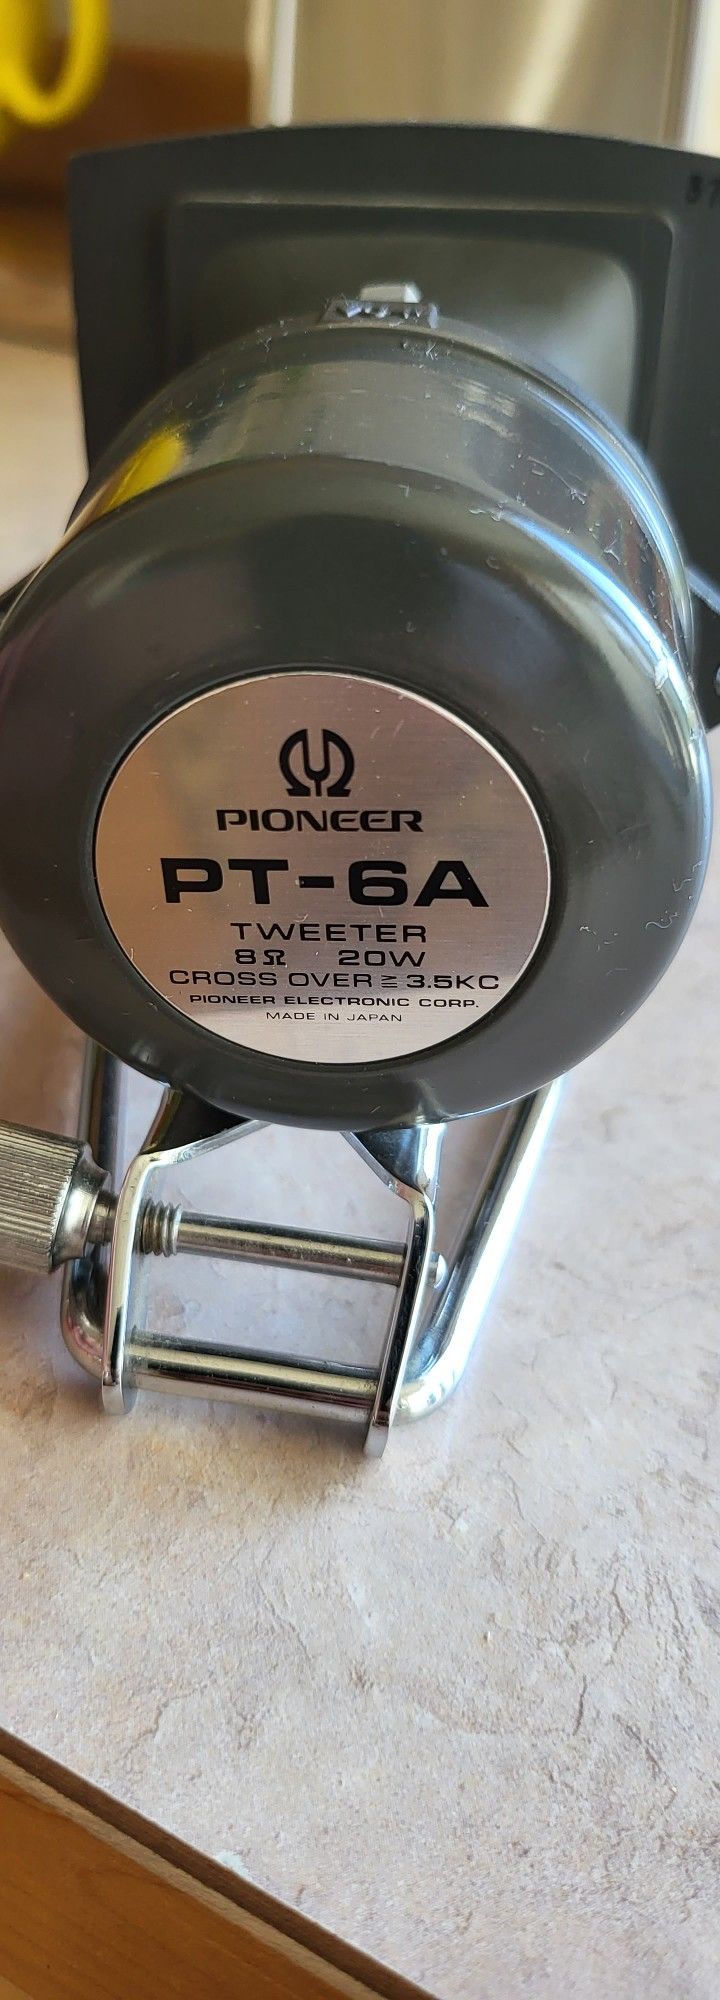 PIONEER
PT-6A
TWEETER
8Ω 20W
CROSS OVER ≧ 3.5KC
PIONEER ELECTRONIC CORP.
MADE IN JAPAN